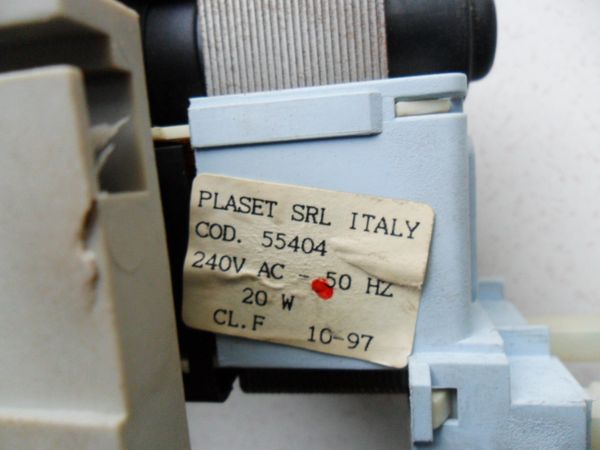 PLASET SRL ITALY
COD. 55404
240V AC - 50 HZ
20 W
CL.F 10-97